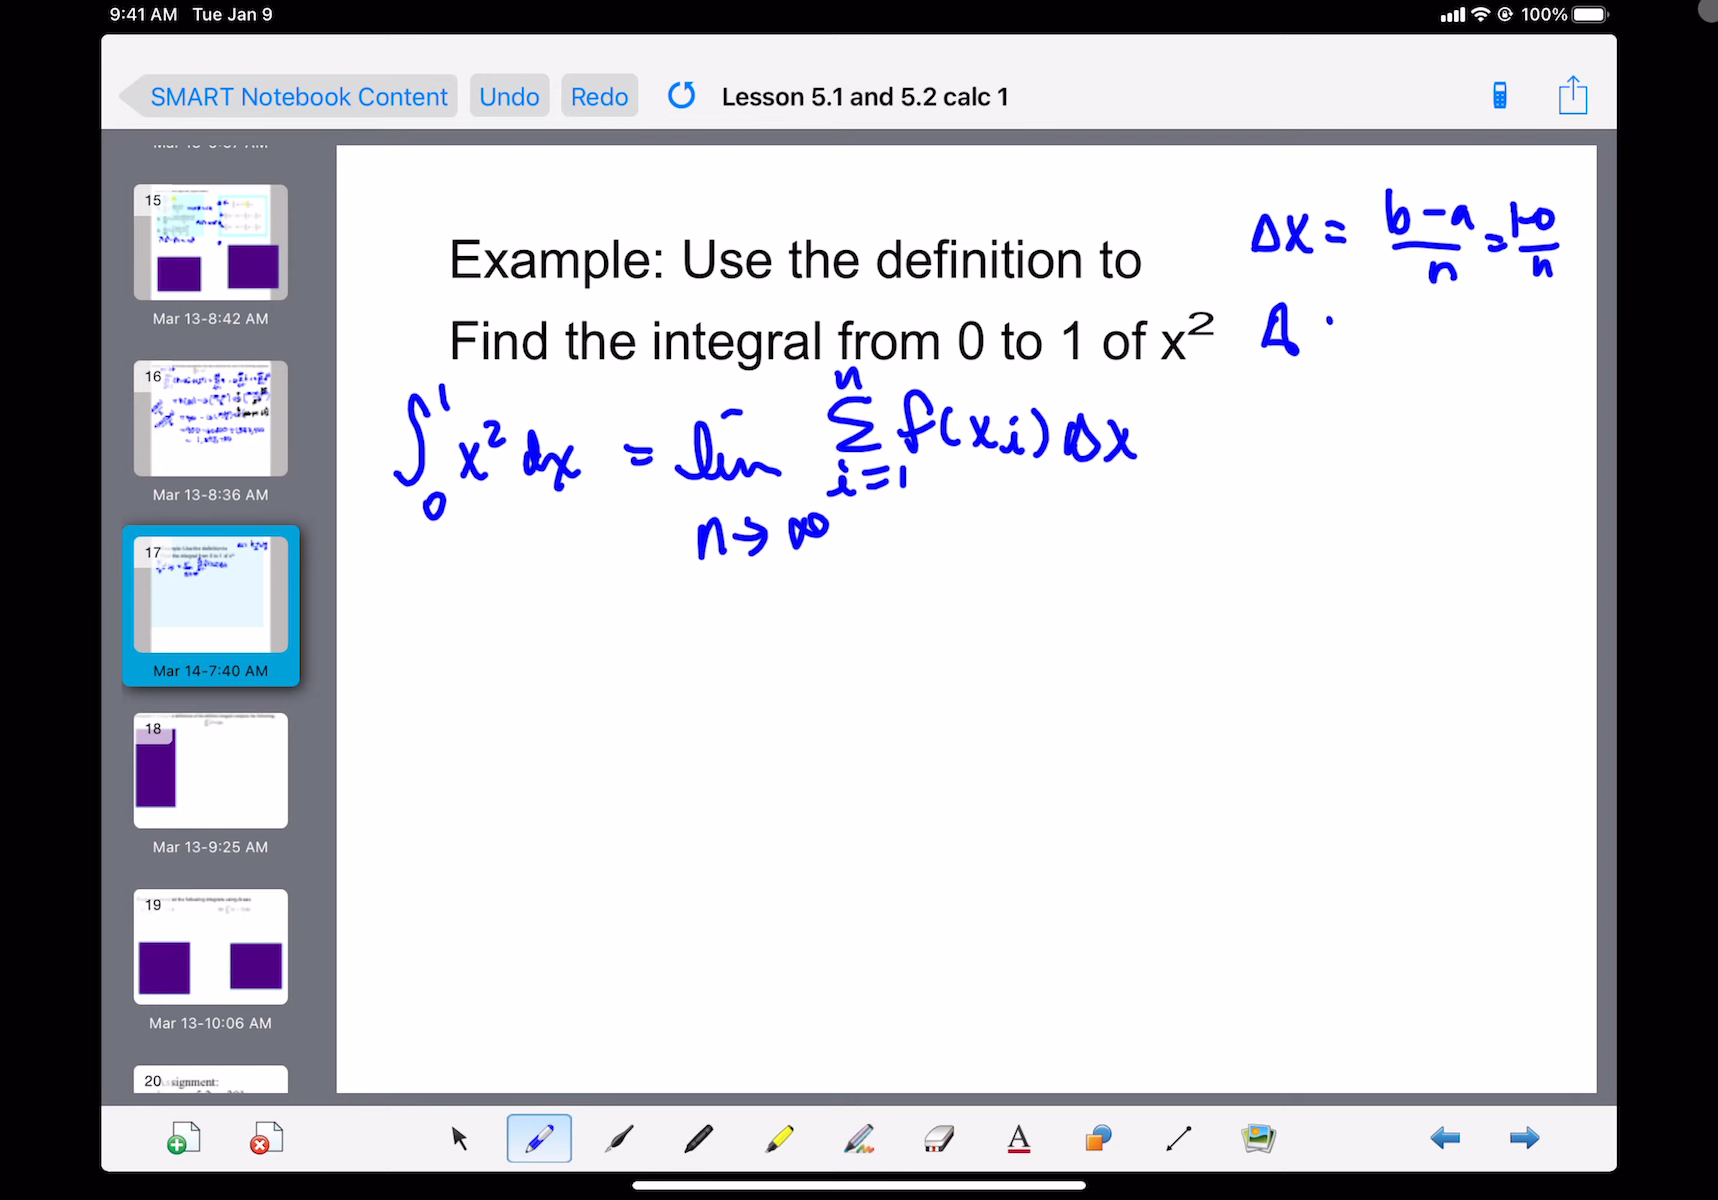 9:41 AM Tue Jan 9
100%
SMART Notebook Content Undo Redo Lesson 5.1 and 5.2 calc 1
15
Mar 13-8:42 AM
16
Mar 13-8:36 AM
17
Mar 14-7:40 AM
18
Mar 13-9:25 AM
19
Mar 13-10:06 AM
20 signment:
Δx = b-a/n = 1-0/n
Example: Use the definition to
Find the integral from 0 to 1 of x²
Δ
∫₀¹ x² dx = lim n→∞ Σ i=1 n f(xi) Δx